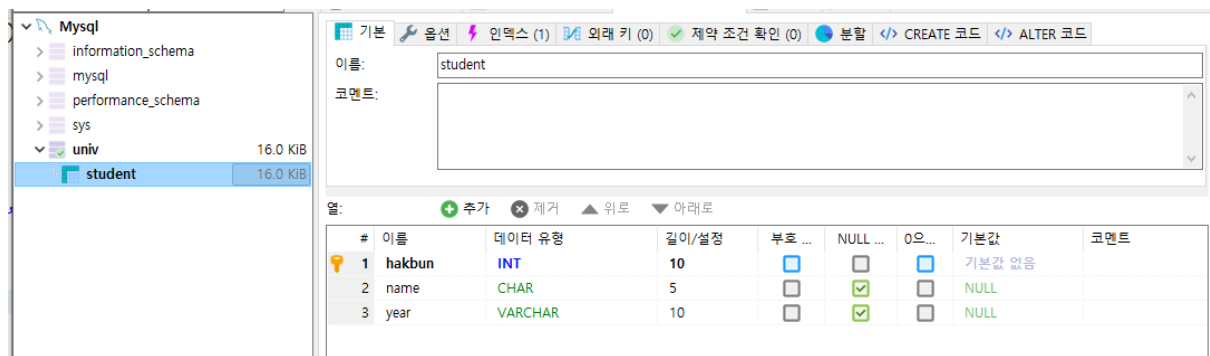 Mysql
information_schema
mysql
performance_schema
sys
univ 16.0 KiB
student 16.0 KiB
기본 옵션 인덱스 (1) 외래 키 (0) 제약 조건 확인 (0) 분할 </> CREATE 코드 </> ALTER 코드
이름: student
코멘트:
열: 추가 제거 위로 아래로
# 이름 데이터 유형 길이/설정 부호 ... NULL ... 0으... 기본값 코멘트
1 hakbun INT 10 기본값 없음
2 name CHAR 5 NULL
3 year VARCHAR 10 NULL